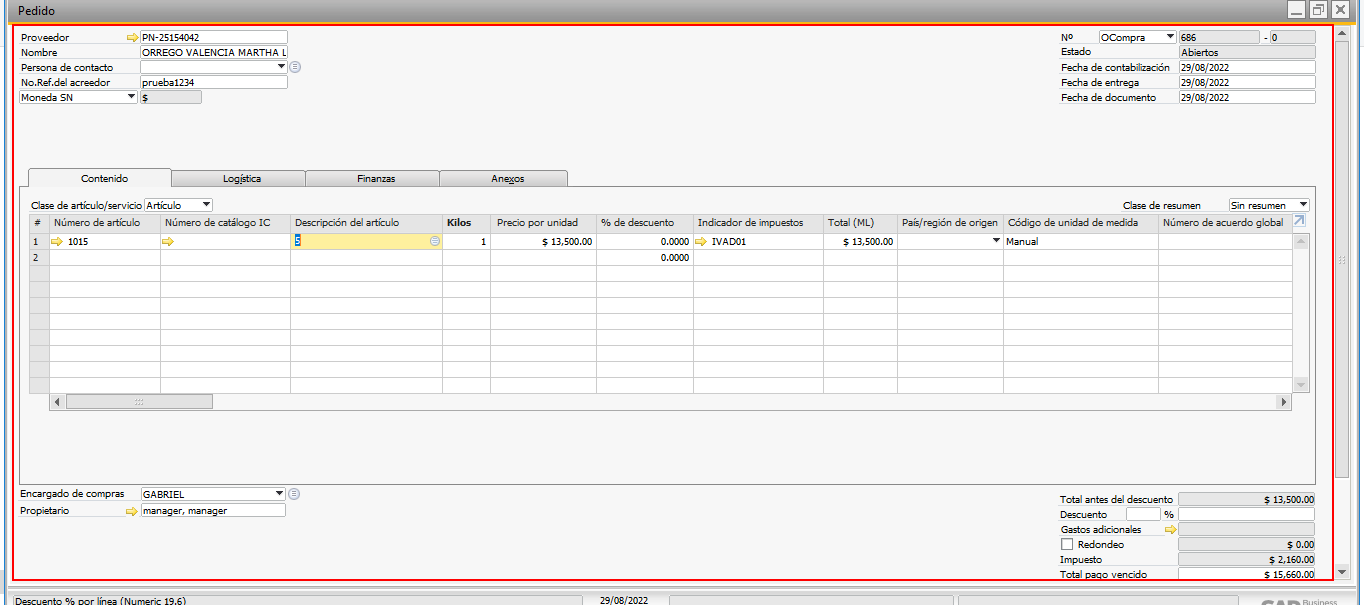 Pedido
Proveedor PN-25154042
Nombre ORREGO VALENCIA MARTHA L
Persona de contacto
No.Ref.del acreedor prueba1234
Moneda SN $
Nº OCompra 686 - 0
Estado Abiertos
Fecha de contabilización 29/08/2022
Fecha de entrega 29/08/2022
Fecha de documento 29/08/2022
Contenido Logística Finanzas Anexos
Clase de artículo/servicio Artículo Clase de resumen Sin resumen
# Número de artículo Número de catálogo IC Descripción del artículo Kilos Precio por unidad % de descuento Indicador de impuestos Total (ML) País/región de origen Código de unidad de medida Número de acuerdo global
1 1015 5 1 $ 13,500.00 0.0000 IVAD01 $ 13,500.00 Manual
2 0.0000
Encargado de compras GABRIEL
Propietario manager, manager
Total antes del descuento $ 13,500.00
Descuento %
Gastos adicionales
Redondeo $ 0.00
Impuesto $ 2,160.00
Total pago vencido $ 15,660.00
Descuento % por línea (Numeric 19.6) 29/08/2022 SAP Business